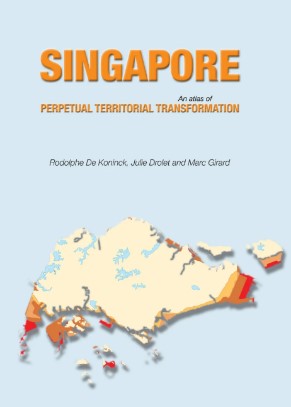 SINGAPORE
An atlas of
PERPETUAL TERRITORIAL TRANSFORMATION
Rodolphe De Koninck, Julie Drolet and Marc Girard